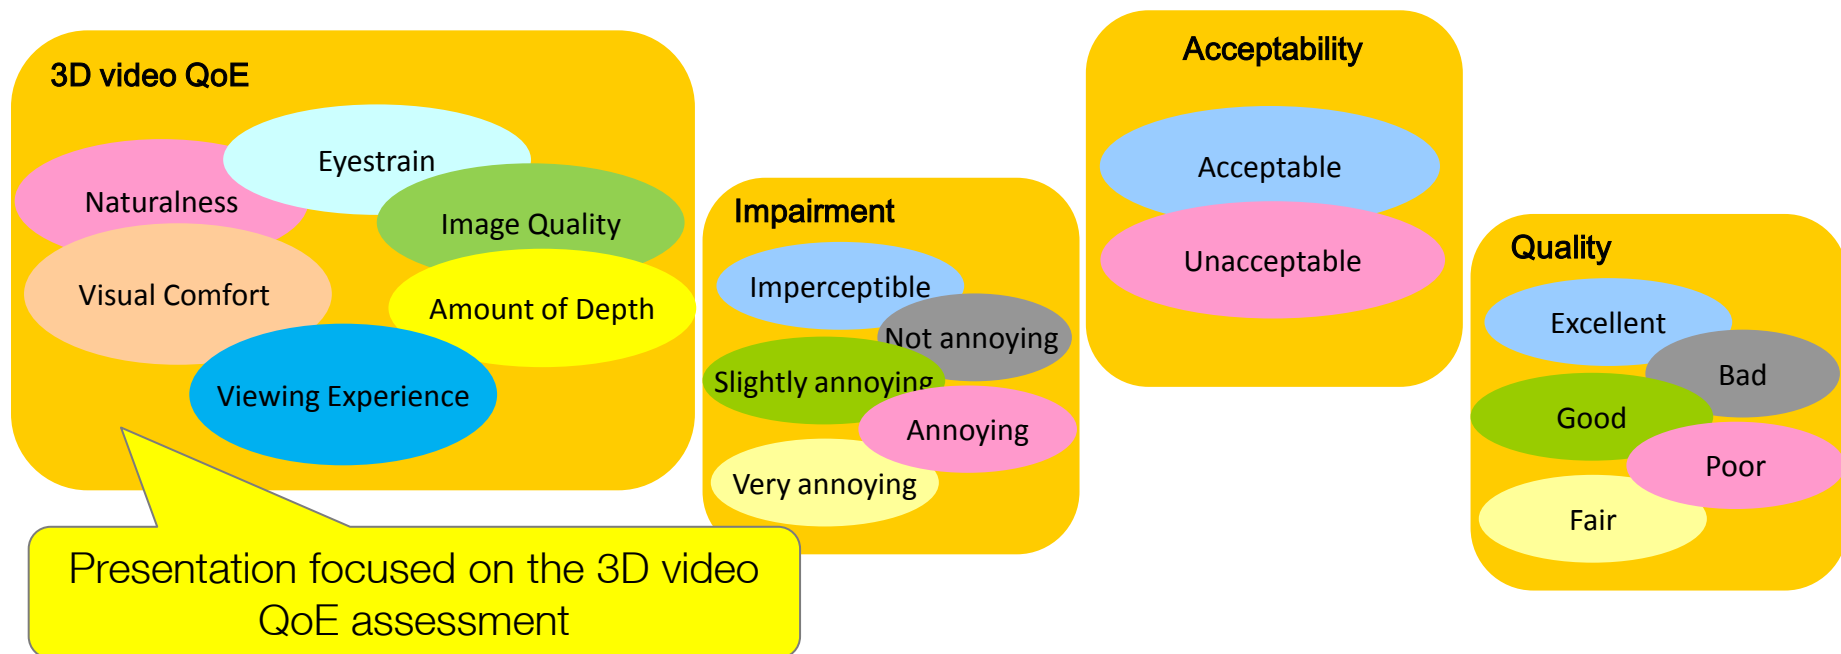 3D video QoE
Eyestrain
Naturalness
Image Quality
Visual Comfort
Amount of Depth
Viewing Experience
Presentation focused on the 3D video
QoE assessment
Impairment
Imperceptible
Not annoying
Slightly annoying
Annoying
Very annoying
Acceptability
Acceptable
Unacceptable
Quality
Excellent
Bad
Good
Poor
Fair